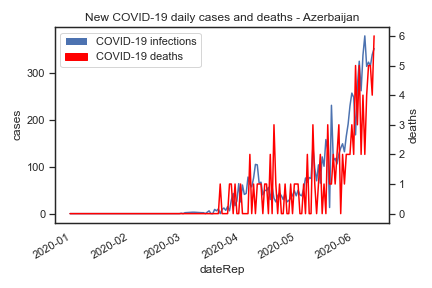 New COVID-19 daily cases and deaths - Azerbaijan
COVID-19 infections
COVID-19 deaths
300
200
100
0
cases
6
5
4
3
2
1
0
deaths
2020-01
2020-02
2020-03
2020-04
2020-05
2020-06
dateRep